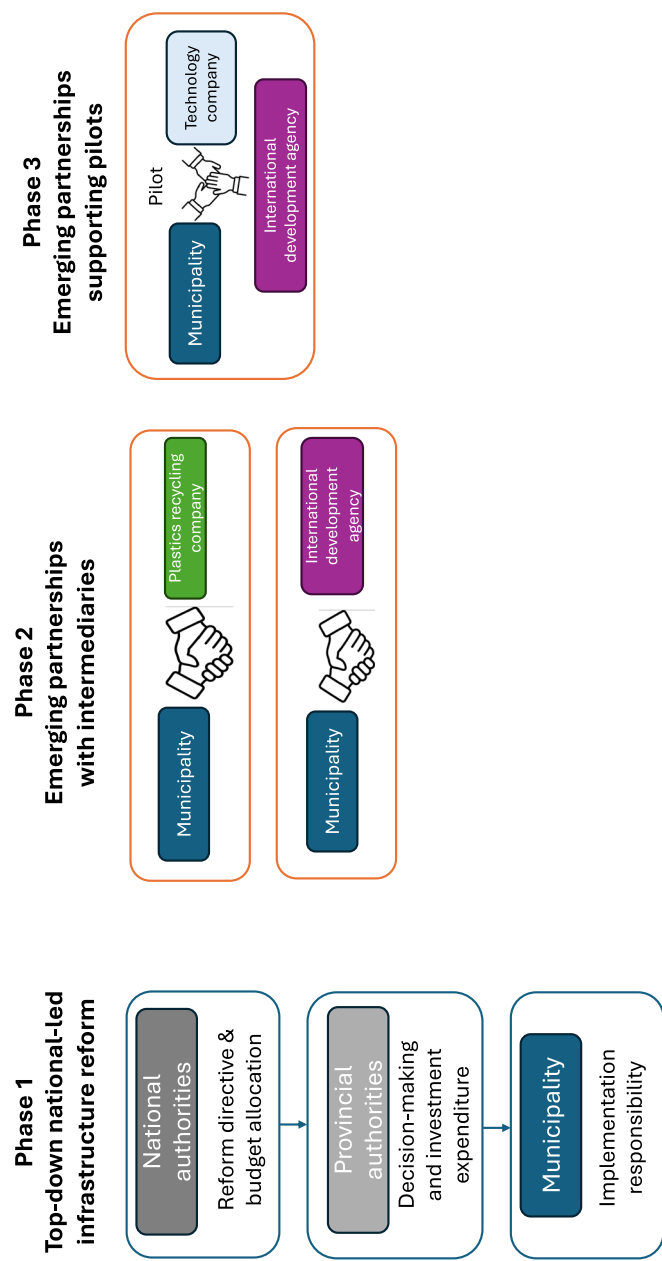 Phase 1
Top-down national-led
infrastructure reform
National
authorities
Reform directive &
budget allocation
Provincial
authorities
Decision-making
and investment
expenditure
Municipality
Implementation
responsibility
Phase 2
Emerging partnerships
with intermediaries
Municipality
Plastics recycling
company
Municipality
International
development
agency
Phase 3
Emerging partnerships
supporting pilots
Municipality
Pilot
Technology
company
International
development agency